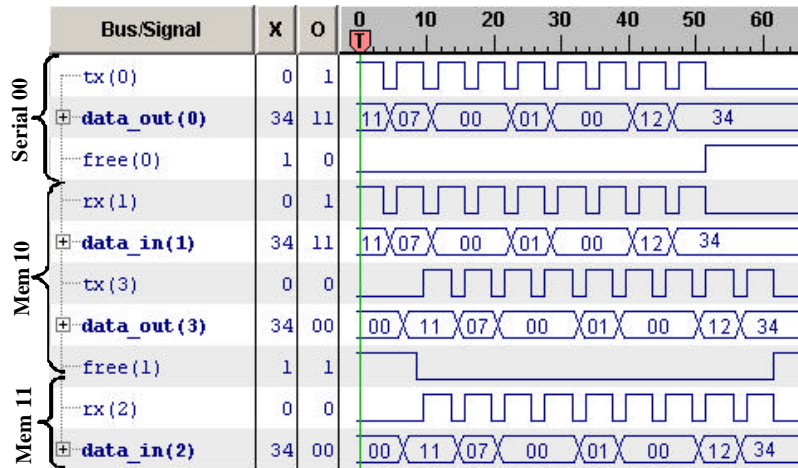 Bus/Signal X O 0 10 20 30 40 50 60
T
Serial 00
tx(0) 0 1
data_out(0) 34 11 11 07 00 01 00 12 34
free(0) 1 0
Mem 10
rx(1) 0 1
data_in(1) 34 11 11 07 00 01 00 12 34
tx(3) 0 0
data_out(3) 34 00 00 11 07 00 01 00 12 34
free(1) 1 1
Mem 11
rx(2) 0 0
data_in(2) 34 00 00 11 07 00 01 00 12 34